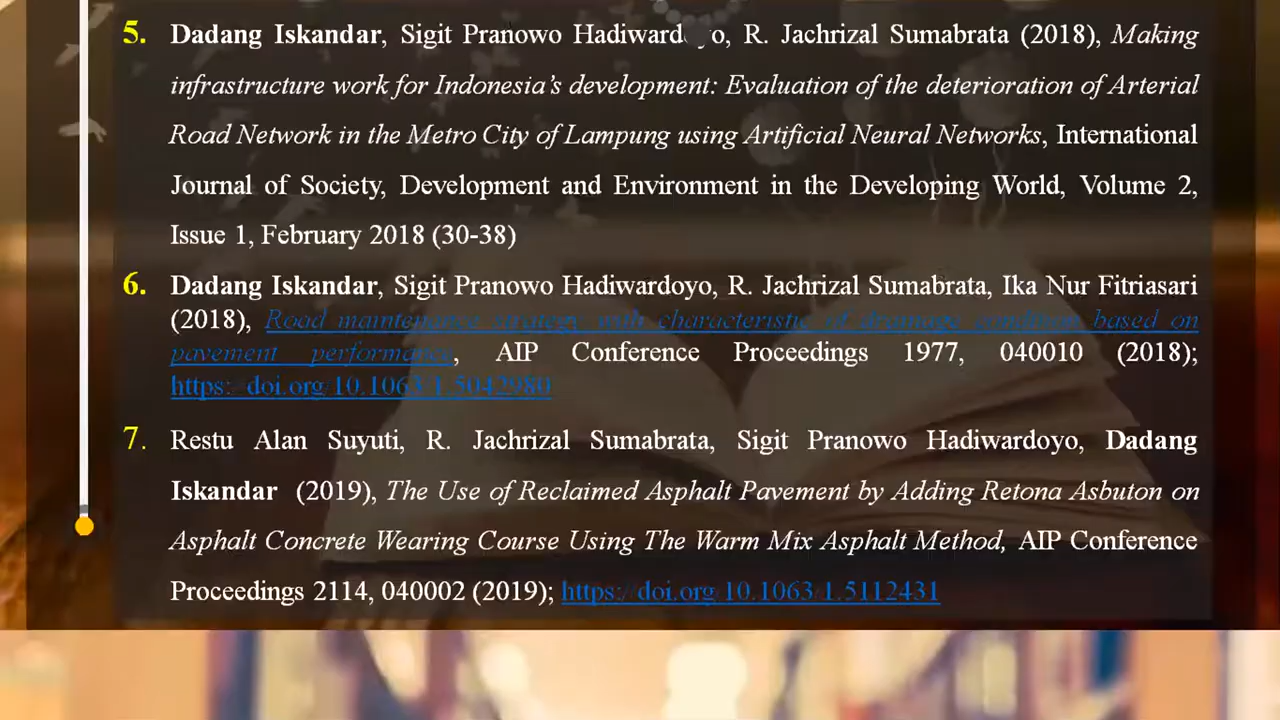 5. Dadang Iskandar, Sigit Pranowo Hadiwardoyo, R. Jachrizal Sumabrata (2018), Making
infrastructure work for Indonesia's development: Evaluation of the deterioration of Arterial
Road Network in the Metro City of Lampung using Artificial Neural Networks, International
Journal of Society, Development and Environment in the Developing World, Volume 2,
Issue 1, February 2018 (30-38)
6. Dadang Iskandar, Sigit Pranowo Hadiwardoyo, R. Jachrizal Sumabrata, Ika Nur Fitriasari
(2018), Road maintenance strategy with characteristic of drainage condition based on
pavement performance, AIP Conference Proceedings 1977, 040010 (2018);
https://doi.org/10.1063/1.5042980
7. Restu Alan Suyuti, R. Jachrizal Sumabrata, Sigit Pranowo Hadiwardoyo, Dadang
Iskandar (2019), The Use of Reclaimed Asphalt Pavement by Adding Retona Asbuton on
Asphalt Concrete Wearing Course Using The Warm Mix Asphalt Method, AIP Conference
Proceedings 2114, 040002 (2019); https://doi.org/10.1063/1.5112431